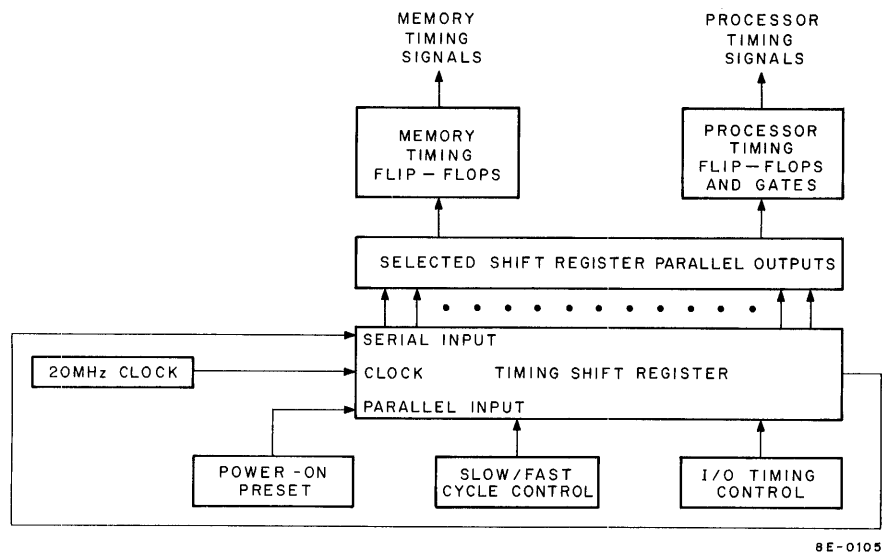 MEMORY
TIMING
SIGNALS
PROCESSOR
TIMING
SIGNALS
MEMORY
TIMING
FLIP-FLOPS
PROCESSOR
TIMING
FLIP-FLOPS
AND GATES
SELECTED SHIFT REGISTER PARALLEL OUTPUTS
SERIAL INPUT
20MHz CLOCK
CLOCK
TIMING SHIFT REGISTER
PARALLEL INPUT
POWER-ON
PRESET
SLOW/FAST
CYCLE CONTROL
I/O TIMING
CONTROL
8E-0105